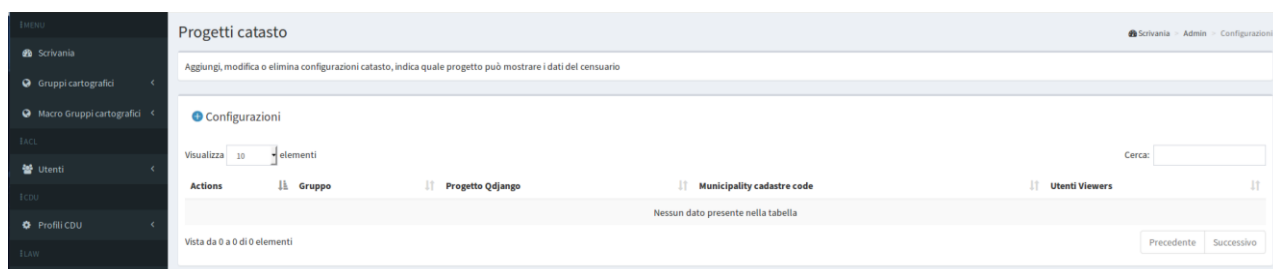 MENU
Scrivania
Gruppi cartografici
Macro Gruppi cartografici
ACL
Utenti
CDU
Profili CDU
LAW
Progetti catasto
Scrivania - Admin - Configurazioni
Aggiungi, modifica o elimina configurazioni catasto, indica quale progetto può mostrare i dati del censuario
Configurazioni
Visualizza 10 elementi
Cerca:
Actions Gruppo Progetto Qdjango Municipality cadastre code Utenti Viewers
Nessun dato presente nella tabella
Vista da 0 a 0 di 0 elementi
Precedente Successivo